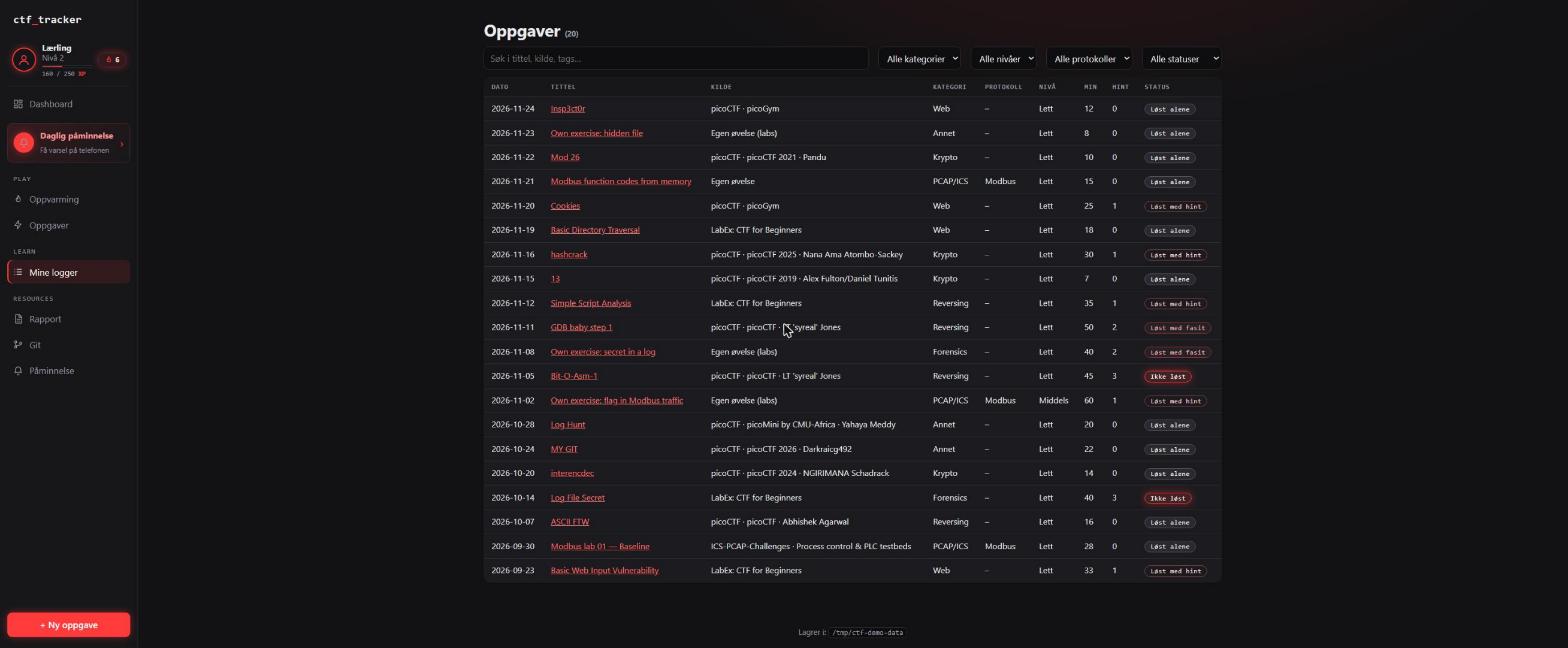 ctf_tracker
Lærling
Nivå 2
160 / 250 XP
6
Dashboard
Daglig påminnelse
Få varsel på telefonen
PLAY
Oppvarming
Oppgaver
LEARN
Mine logger
RESOURCES
Rapport
Git
Påminnelse
+ Ny oppgave
Oppgaver (20)
Søk i tittel, kilde, tags... Alle kategorier Alle nivåer Alle protokoller Alle statuser
DATO TITTEL KILDE KATEGORI PROTOKOLL NIVÅ MIN HINT STATUS
2026-11-24 Insp3ct0r picoCTF · picoGym Web – Lett 12 0 Løst alene
2026-11-23 Own exercise: hidden file Egen øvelse (labs) Annet – Lett 8 0 Løst alene
2026-11-22 Mod 26 picoCTF · picoCTF 2021 · Pandu Krypto – Lett 10 0 Løst alene
2026-11-21 Modbus function codes from memory Egen øvelse PCAP/ICS Modbus Lett 15 0 Løst alene
2026-11-20 Cookies picoCTF · picoGym Web – Lett 25 1 Løst med hint
2026-11-19 Basic Directory Traversal LabEx: CTF for Beginners Web – Lett 18 0 Løst alene
2026-11-16 hashcrack picoCTF · picoCTF 2025 · Nana Ama Atombo-Sackey Krypto – Lett 30 1 Løst med hint
2026-11-15 13 picoCTF · picoCTF 2019 · Alex Fulton/Daniel Tunitis Krypto – Lett 7 0 Løst alene
2026-11-12 Simple Script Analysis LabEx: CTF for Beginners Reversing – Lett 35 1 Løst med hint
2026-11-11 GDB baby step 1 picoCTF · picoCTF · 'syreal' Jones Reversing – Lett 50 2 Løst med fasit
2026-11-08 Own exercise: secret in a log Egen øvelse (labs) Forensics – Lett 40 2 Løst med fasit
2026-11-05 Bit-O-Asm-1 picoCTF · picoCTF · LT 'syreal' Jones Reversing – Lett 45 3 Ikke løst
2026-11-02 Own exercise: flag in Modbus traffic Egen øvelse (labs) PCAP/ICS Modbus Middels 60 1 Løst med hint
2026-10-28 Log Hunt picoCTF · picoMini by CMU-Africa · Yahaya Meddy Annet – Lett 20 0 Løst alene
2026-10-24 MY GIT picoCTF · picoCTF 2026 · Darkraicg492 Annet – Lett 22 0 Løst alene
2026-10-20 interencdec picoCTF · picoCTF 2024 · NGIRIMANA Schadrack Krypto – Lett 14 0 Løst alene
2026-10-14 Log File Secret LabEx: CTF for Beginners Forensics – Lett 40 3 Ikke løst
2026-10-07 ASCII FTW picoCTF · picoCTF · Abhishek Agarwal Reversing – Lett 16 0 Løst alene
2026-09-30 Modbus lab 01 — Baseline ICS-PCAP-Challenges · Process control & PLC testbeds PCAP/ICS Modbus Lett 28 0 Løst alene
2026-09-23 Basic Web Input Vulnerability LabEx: CTF for Beginners Web – Lett 33 1 Løst med hint
Lagrer i: /tmp/ctf-demo-data